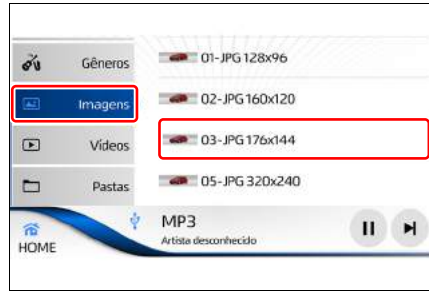 Gêneros
01-JPG 128x96
Imagens
02-JPG 160x120
Vídeos
03-JPG 176x144
Pastas
05-JPG 320x240
HOME
MP3
Artista desconhecido